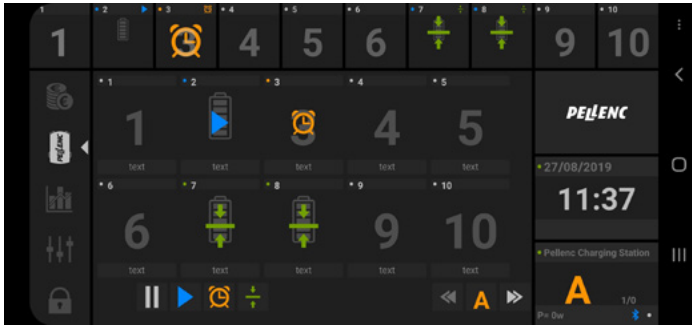 1 2 3 4 5 6 7 8 9 10
1 3 4 5 6 9 10
1 2 3 4 5
1 3 4 5
text text text text text
6 7 8 9 10
6 9 10
text text text text text
A
PELLENC
PELLENC
27/08/2019
11:37
Pellenc Charging Station
A
1/0
P= 0w